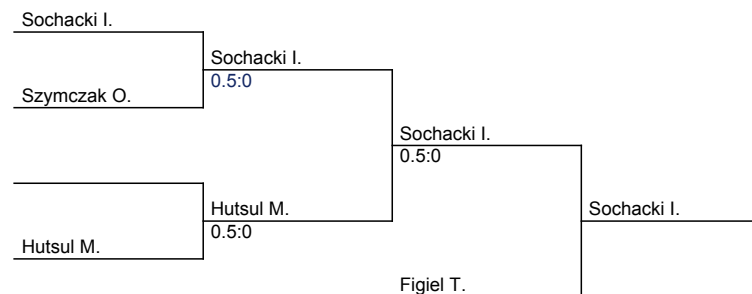 Sochacki I.
Sochacki I.
0.5:0
Szymczak O.
Sochacki I.
0.5:0
Hutsul M.
0.5:0
Sochacki I.
Hutsul M.
Figiel T.